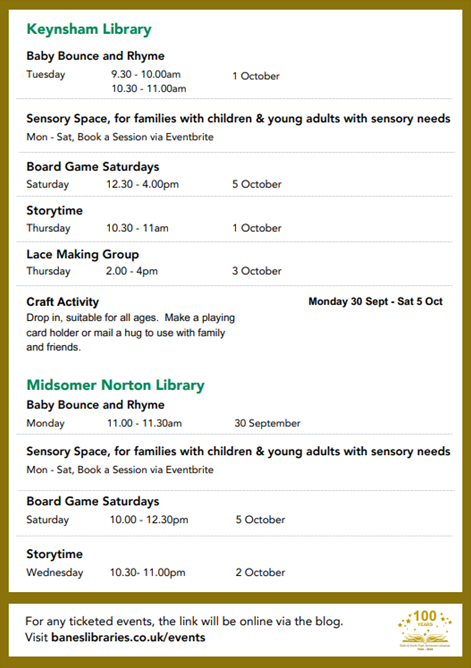 Keynsham Library
Baby Bounce and Rhyme
Tuesday 9.30 - 10.00am 1 October
10.30 - 11.00am
Sensory Space, for families with children & young adults with sensory needs
Mon - Sat, Book a Session via Eventbrite
Board Game Saturdays
Saturday 12.30 - 4.00pm 5 October
Storytime
Thursday 10.30 - 11am 1 October
Lace Making Group
Thursday 2.00 - 4pm 3 October
Craft Activity Monday 30 Sept - Sat 5 Oct
Drop in, suitable for all ages. Make a playing
card holder or mail a hug to use with family
and friends.
Midsomer Norton Library
Baby Bounce and Rhyme
Monday 11.00 - 11.30am 30 September
Sensory Space, for families with children & young adults with sensory needs
Mon - Sat, Book a Session via Eventbrite
Board Game Saturdays
Saturday 10.00 - 12.30pm 5 October
Storytime
Wednesday 10.30- 11.00pm 2 October
For any ticketed events, the link will be online via the blog.
Visit baneslibraries.co.uk/events
100
YEARS